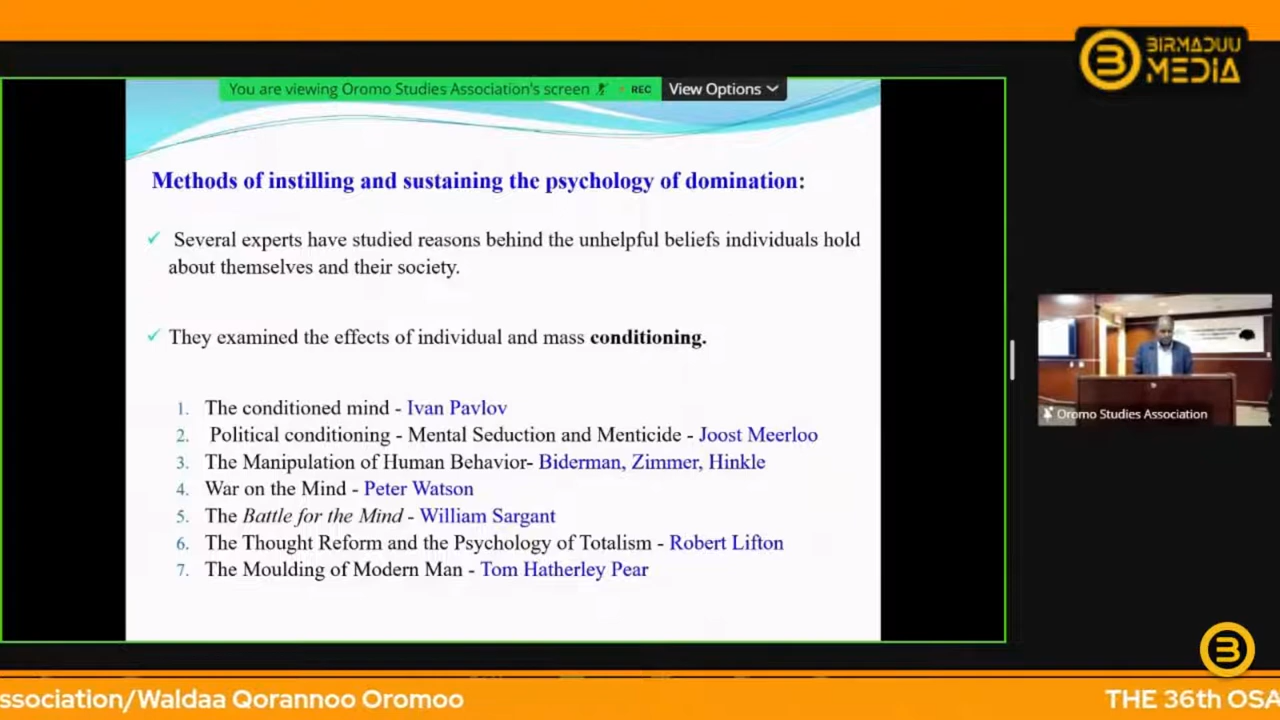 BIRMADUU
MEDIA
You are viewing Oromo Studies Association's screen REC View Options
Methods of instilling and sustaining the psychology of domination:
✓ Several experts have studied reasons behind the unhelpful beliefs individuals hold
about themselves and their society.
✓ They examined the effects of individual and mass conditioning.
1. The conditioned mind - Ivan Pavlov
2. Political conditioning - Mental Seduction and Menticide - Joost Meerloo
3. The Manipulation of Human Behavior- Biderman, Zimmer, Hinkle
4. War on the Mind - Peter Watson
5. The Battle for the Mind - William Sargant
6. The Thought Reform and the Psychology of Totalism - Robert Lifton
7. The Moulding of Modern Man - Tom Hatherley Pear
Oromo Studies Association
ssociation/Waldaa Qorannoo Oromoo THE 36th OSA